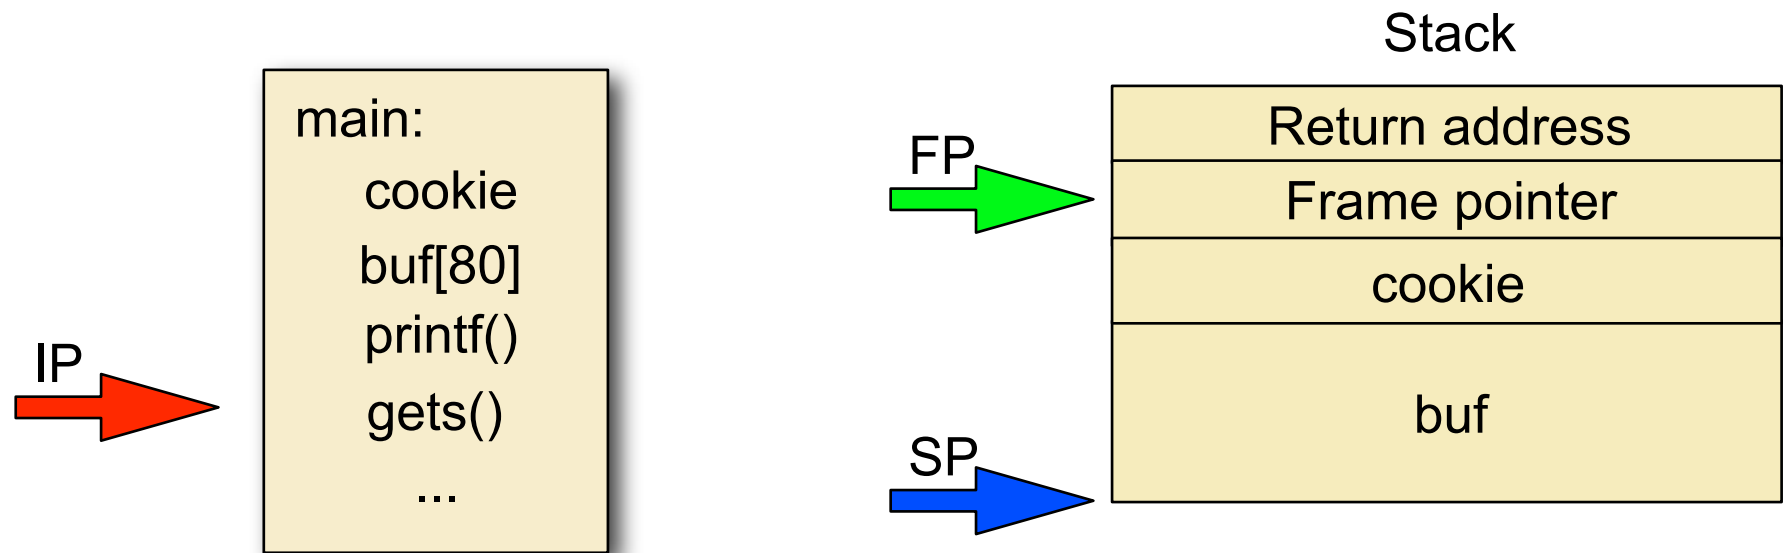 Stack
main:
cookie
buf[80]
printf()
gets()
...
IP
FP
SP
Return address
Frame pointer
cookie
buf